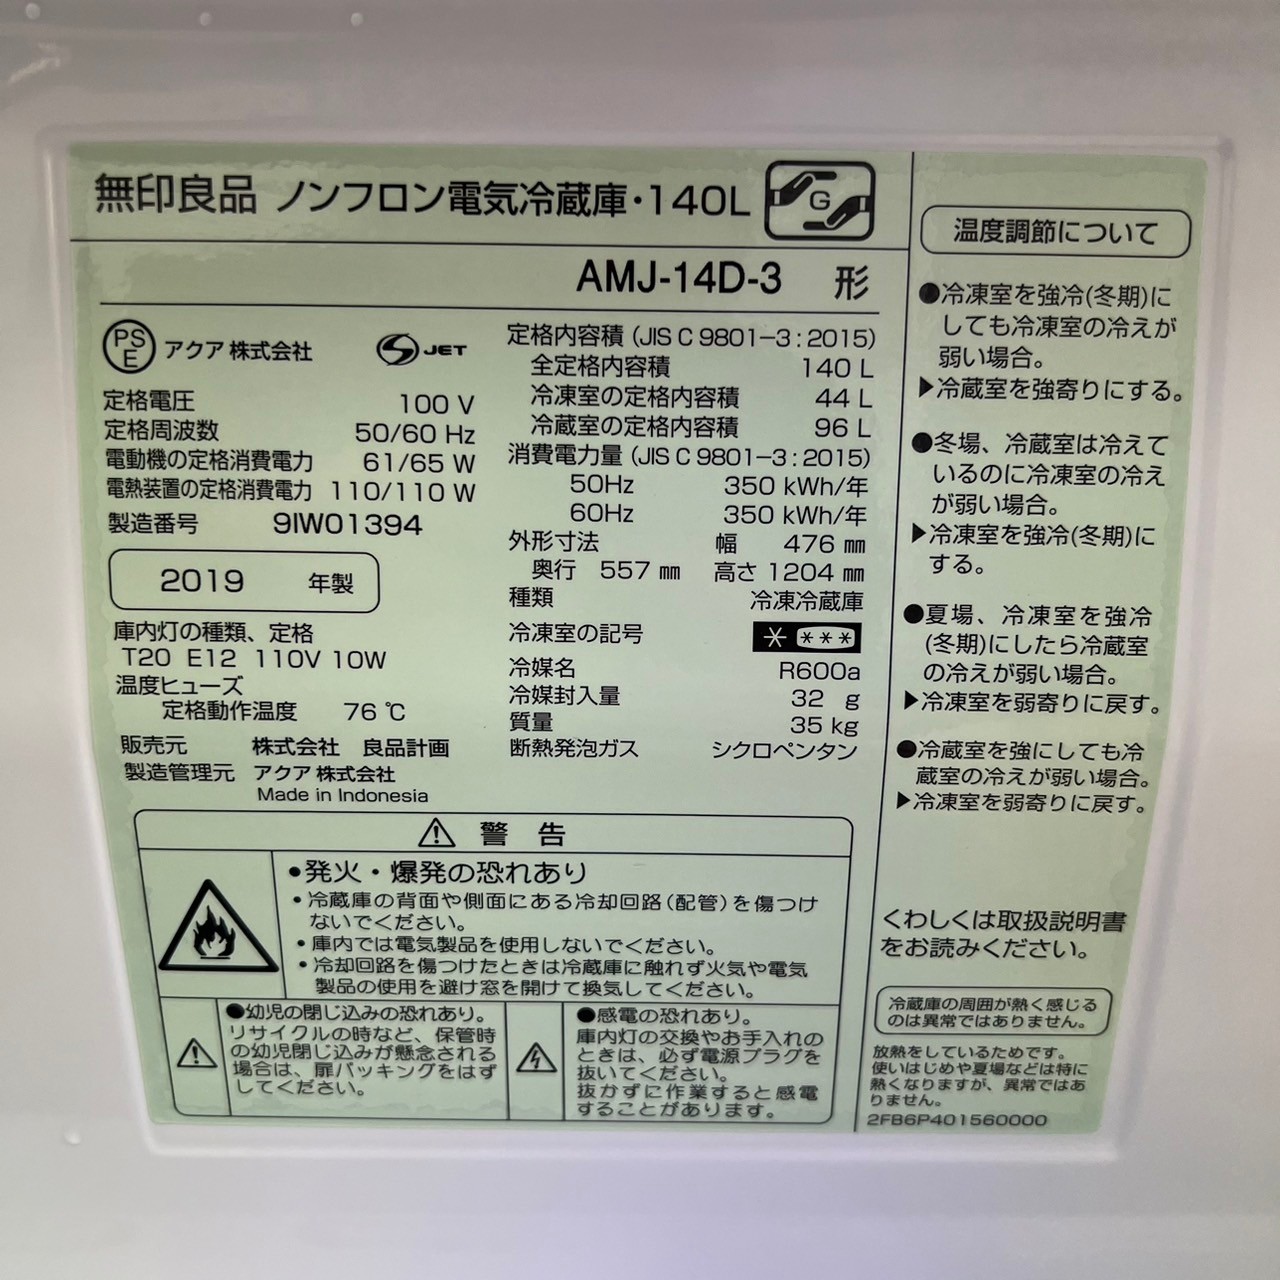 無印良品 ノンフロン電気冷蔵庫・140L
G
AMJ-14D-3 形
PS
E
アクア 株式会社
JET
定格電圧 100 V
定格周波数 50/60 Hz
電動機の定格消費電力 61/65 W
電熱装置の定格消費電力 110/110 W
製造番号 9IW01394
2019 年製
庫内灯の種類、定格
T20 E12 110V 10W
温度ヒューズ
定格動作温度 76 ℃
販売元 株式会社 良品計画
製造管理元 アクア 株式会社
Made in Indonesia
定格内容積 (JIS C 9801-3:2015)
全定格内容積 140 L
冷凍室の定格内容積 44 L
冷蔵室の定格内容積 96 L
消費電力量 (JIS C 9801-3:2015)
50Hz 350 kWh/年
60Hz 350 kWh/年
外形寸法 幅 476 ㎜
奥行 557 ㎜ 高さ 1204 ㎜
種類 冷凍冷蔵庫
冷凍室の記号 * ***
冷媒名 R600a
冷媒封入量 32 g
質量 35 kg
断熱発泡ガス シクロペンタン
警 告
●発火・爆発の恐れあり
・冷蔵庫の背面や側面にある冷却回路(配管)を傷つけ
ないでください。
・庫内では電気製品を使用しないでください。
・冷却回路を傷つけたときは冷蔵庫に触れず火気や電気
製品の使用を避け窓を開けて換気してください。
●幼児の閉じ込みの恐れあり。
リサイクルの時など、保管時
の幼児閉じ込みが懸念される
場合は、扉パッキングをはず
してください。
●感電の恐れあり。
庫内灯の交換やお手入れの
ときは、必ず電源プラグを
抜いてください。
抜かずに作業すると感電
することがあります。
温度調節について
●冷凍室を強冷(冬期)に
しても冷凍室の冷えが
弱い場合。
▶冷蔵室を強寄りにする。
●冬場、冷蔵室は冷えて
いるのに冷凍室の冷え
が弱い場合。
▶冷凍室を強冷(冬期)に
する。
●夏場、冷凍室を強冷
(冬期)にしたら冷蔵室
の冷えが弱い場合。
▶冷凍室を弱寄りに戻す。
●冷蔵室を強にしても冷
蔵室の冷えが弱い場合。
▶冷凍室を弱寄りに戻す。
くわしくは取扱説明書
をお読みください。
冷蔵庫の周囲が熱く感じる
のは異常ではありません。
放熱をしているためです。
使いはじめや夏場などは特に
熱くなりますが、異常ではあ
りません。
2FB6P401560000